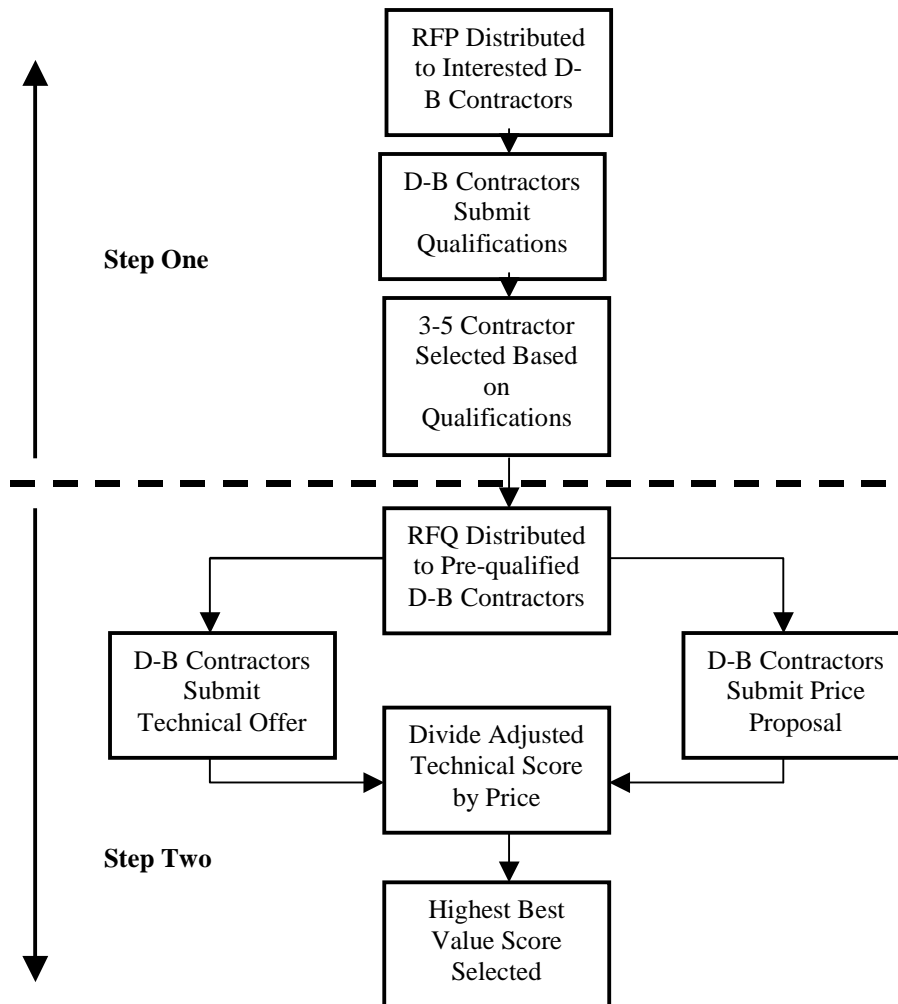 RFP Distributed
to Interested D-
B Contractors
D-B Contractors
Submit
Qualifications
Step One
3-5 Contractor
Selected Based
on
Qualifications
RFQ Distributed
to Pre-qualified
D-B Contractors
D-B Contractors
Submit
Technical Offer
D-B Contractors
Submit Price
Proposal
Divide Adjusted
Technical Score
by Price
Step Two
Highest Best
Value Score
Selected